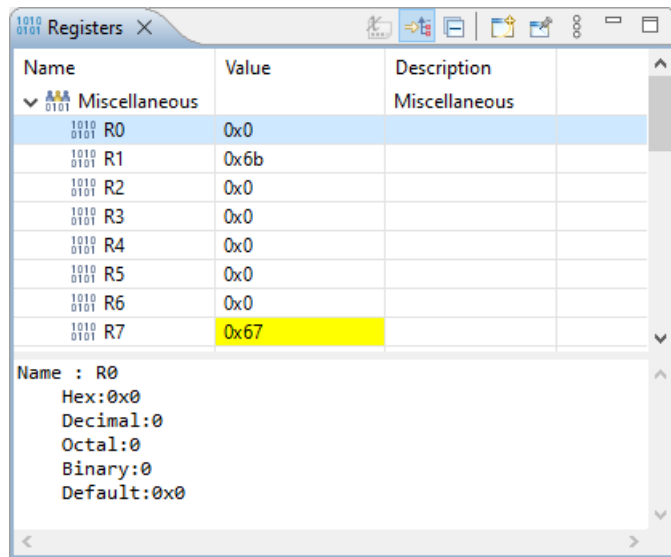 Registers
Name Value Description
Miscellaneous Miscellaneous
R0 0x0
R1 0x6b
R2 0x0
R3 0x0
R4 0x0
R5 0x0
R6 0x0
R7 0x67
Name : R0
Hex:0x0
Decimal:0
Octal:0
Binary:0
Default:0x0